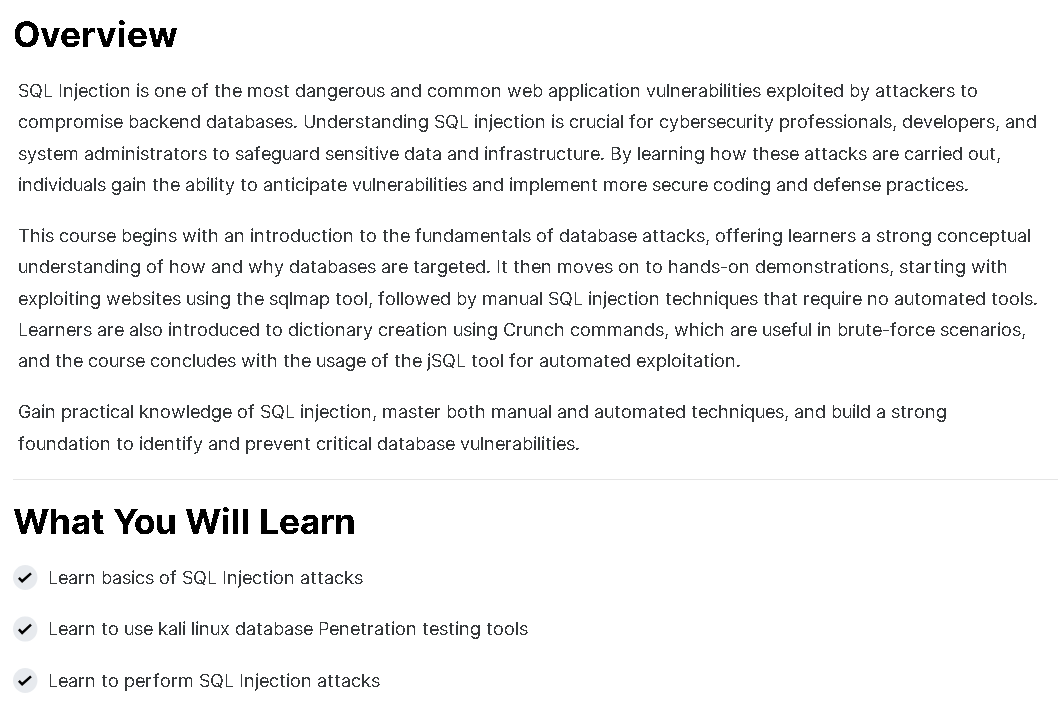 Overview
SQL Injection is one of the most dangerous and common web application vulnerabilities exploited by attackers to
compromise backend databases. Understanding SQL injection is crucial for cybersecurity professionals, developers, and
system administrators to safeguard sensitive data and infrastructure. By learning how these attacks are carried out,
individuals gain the ability to anticipate vulnerabilities and implement more secure coding and defense practices.
This course begins with an introduction to the fundamentals of database attacks, offering learners a strong conceptual
understanding of how and why databases are targeted. It then moves on to hands-on demonstrations, starting with
exploiting websites using the sqlmap tool, followed by manual SQL injection techniques that require no automated tools.
Learners are also introduced to dictionary creation using Crunch commands, which are useful in brute-force scenarios,
and the course concludes with the usage of the jSQL tool for automated exploitation.
Gain practical knowledge of SQL injection, master both manual and automated techniques, and build a strong
foundation to identify and prevent critical database vulnerabilities.
What You Will Learn
Learn basics of SQL Injection attacks
Learn to use kali linux database Penetration testing tools
Learn to perform SQL Injection attacks